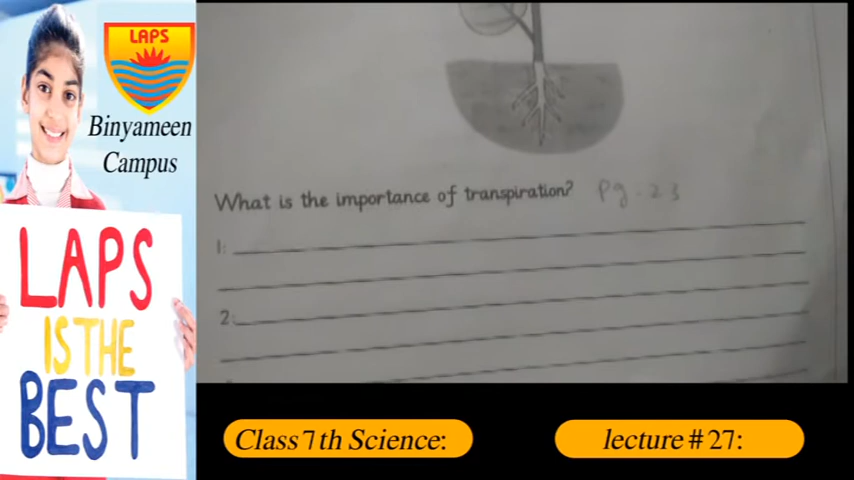 LAPS
Binyameen
Campus
LAPS
IS THE
BEST
What is the importance of transpiration? Pg - 23
1:
2:
Class 7th Science:
lecture # 27: